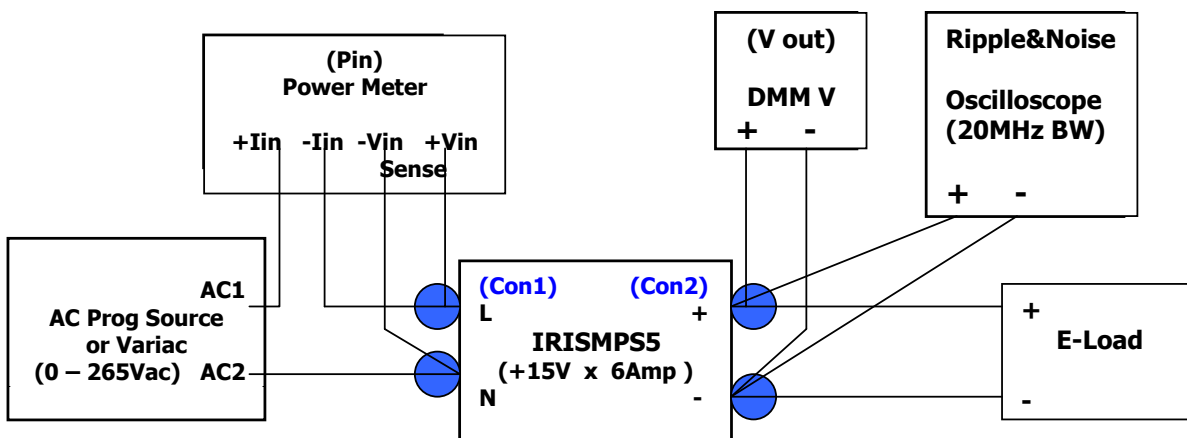 (Pin)
Power Meter
+Iin -Iin -Vin +Vin
Sense
(V out)
DMM V
+ -
Ripple&Noise
Oscilloscope
(20MHz BW)
+ -
AC1
AC Prog Source
or Variac
(0 – 265Vac) AC2
(Con1) (Con2)
L +
IRISMPS5
(+15V x 6Amp )
N -
+
E-Load
-